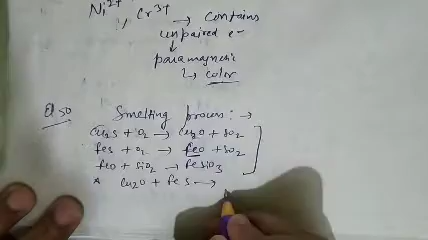 Ni²⁺, Cr³⁺ → contains
unpaired e⁻
↓
paramagnetic
↳ color
Smelting process :- →
Cu₂S + O₂ → Cu₂O + SO₂
FeS + O₂ → FeO + SO₂
FeO + SiO₂ → FeSiO₃
* Cu₂O + FeS →